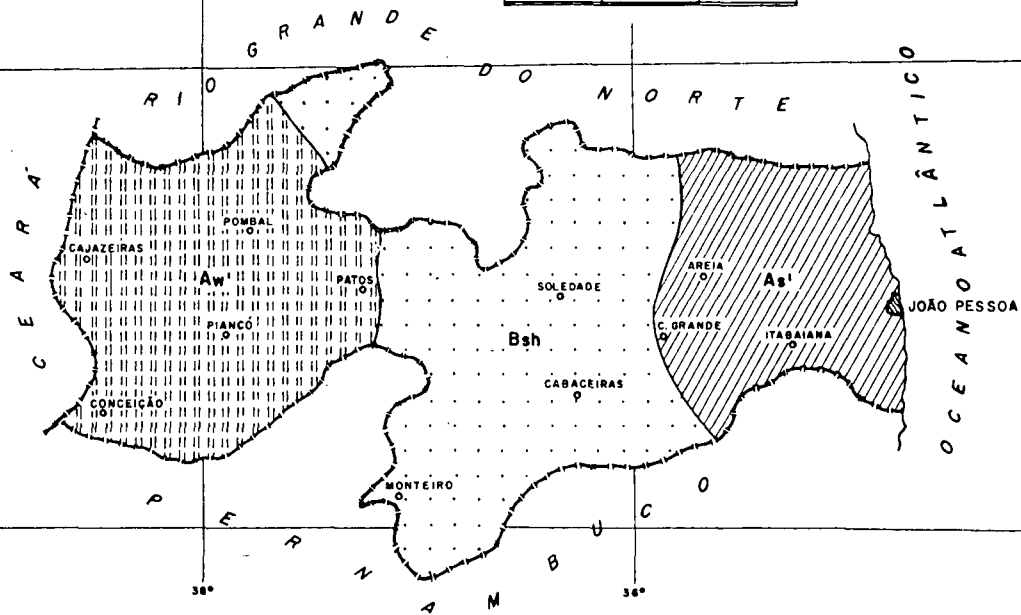 RIO GRANDE DO NORTE
CEARÁ
OCEANO ATLÂNTICO
POMBAL
CAJAZEIRAS
Aw'
PATOS
PIANCÓ
CONCEIÇÃO
SOLEDADE
Bsh
CABACEIRAS
MONTEIRO
AREIA
As'
C. GRANDE
ITABAIANA
JOÃO PESSOA
PERNAMBUCO
38°
36°